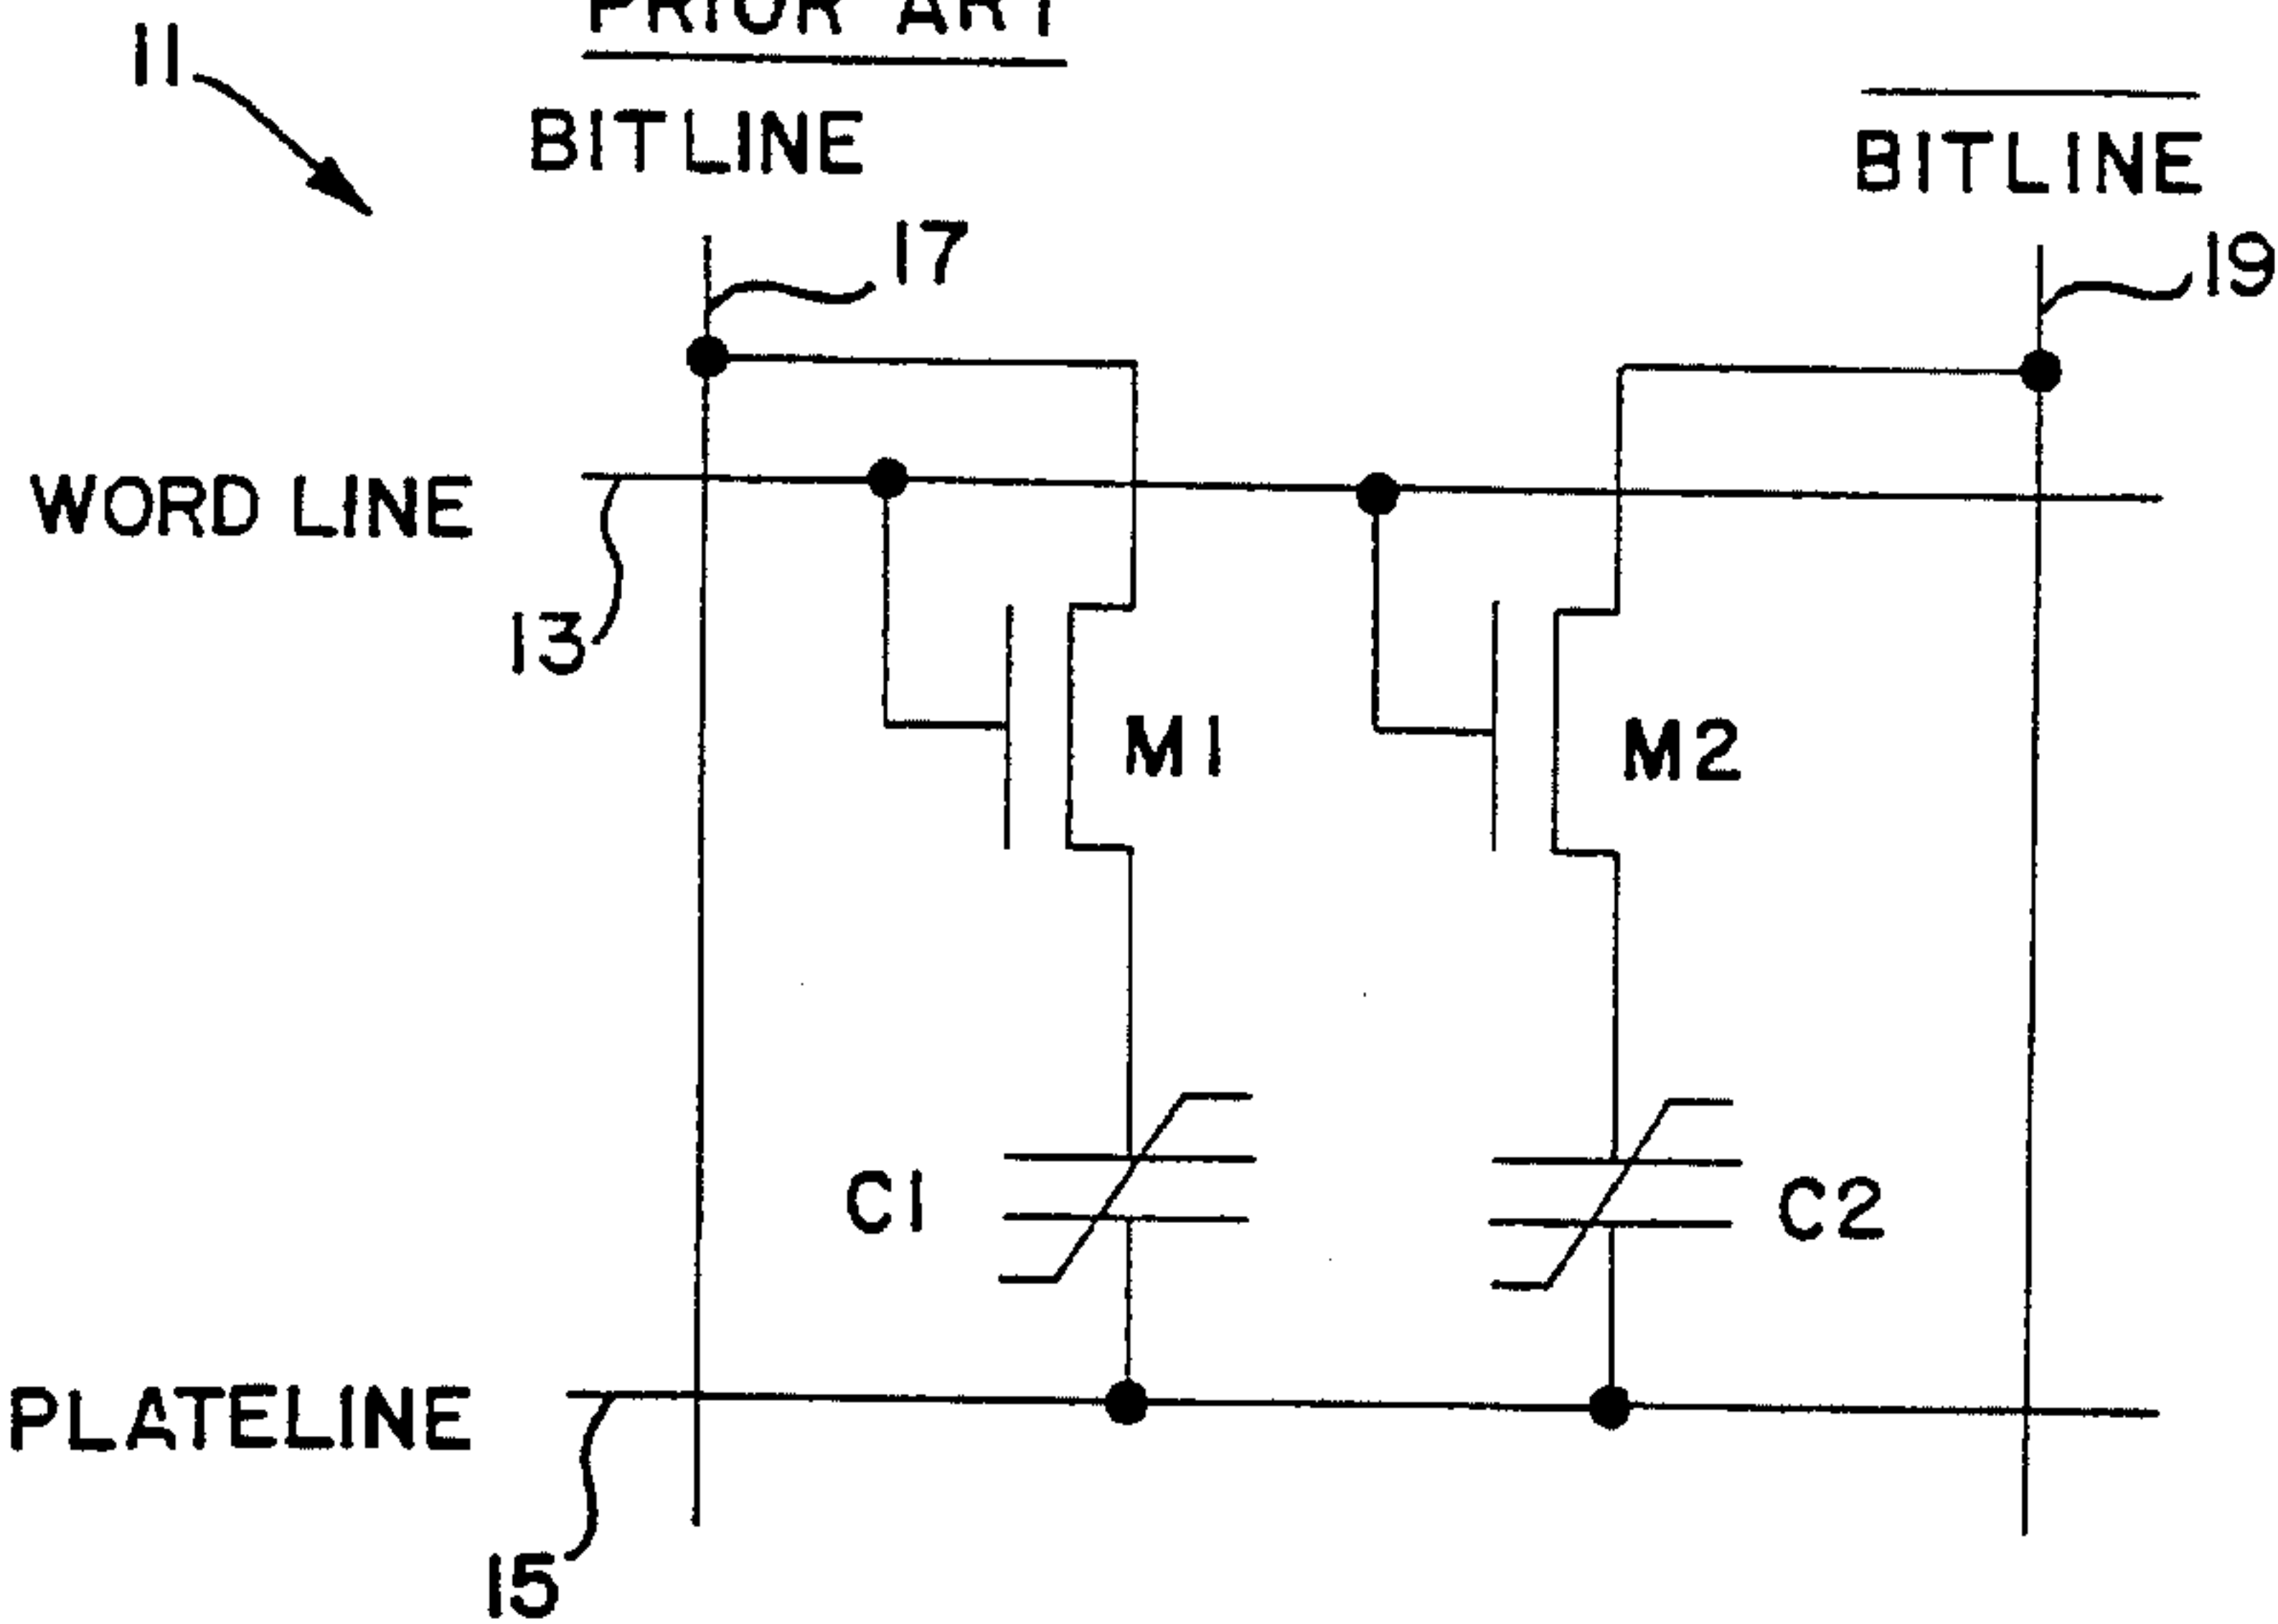 PRIOR ART
11
BITLINE
BITLINE
17
19
WORD LINE
13
M1
M2
C1
C2
PLATELINE
15